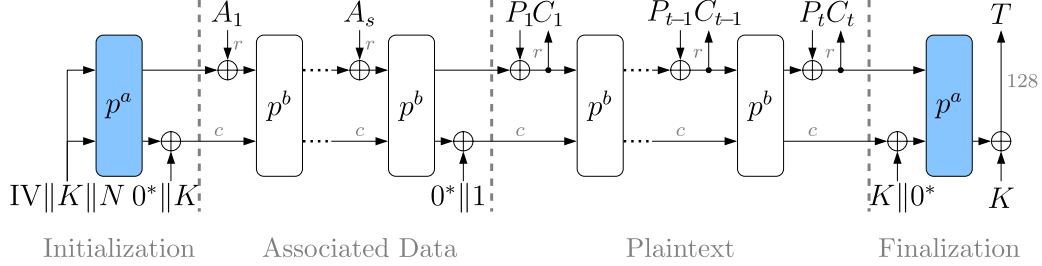 A₁ Aₛ P₁C₁ Pₜ₋₁Cₜ₋₁ PₜCₜ T
r r r r r
128
pᵃ pᵇ pᵇ pᵇ pᵇ pᵃ
c c c c c
IV‖K‖N 0*‖K 0*‖1 K‖0* K
Initialization Associated Data Plaintext Finalization